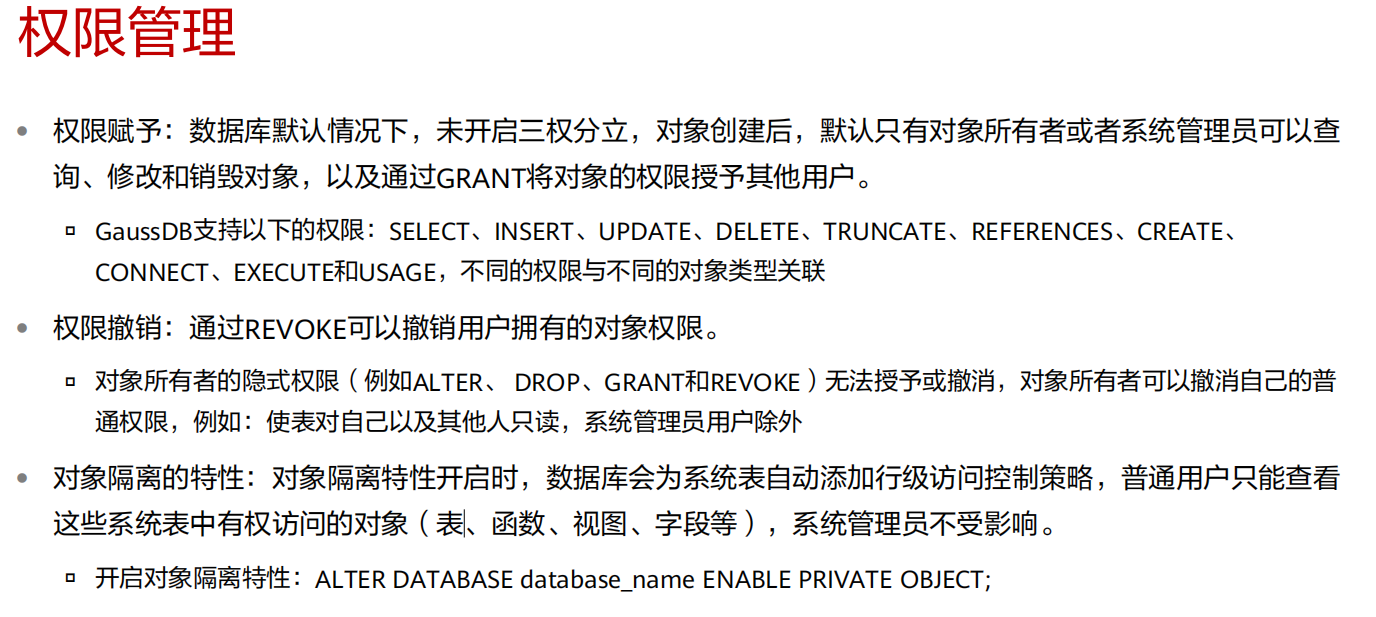 权限管理
• 权限赋予：数据库默认情况下，未开启三权分立，对象创建后，默认只有对象所有者或者系统管理员可以查
询、修改和销毁对象，以及通过GRANT将对象的权限授予其他用户。
▫ GaussDB支持以下的权限：SELECT、INSERT、UPDATE、DELETE、TRUNCATE、REFERENCES、CREATE、
CONNECT、EXECUTE和USAGE，不同的权限与不同的对象类型关联
• 权限撤销：通过REVOKE可以撤销用户拥有的对象权限。
▫ 对象所有者的隐式权限（例如ALTER、 DROP、GRANT和REVOKE）无法授予或撤消，对象所有者可以撤消自己的普
通权限，例如：使表对自己以及其他人只读，系统管理员用户除外
• 对象隔离的特性：对象隔离特性开启时，数据库会为系统表自动添加行级访问控制策略，普通用户只能查看
这些系统表中有权访问的对象（表、函数、视图、字段等），系统管理员不受影响。
▫ 开启对象隔离特性：ALTER DATABASE database_name ENABLE PRIVATE OBJECT;